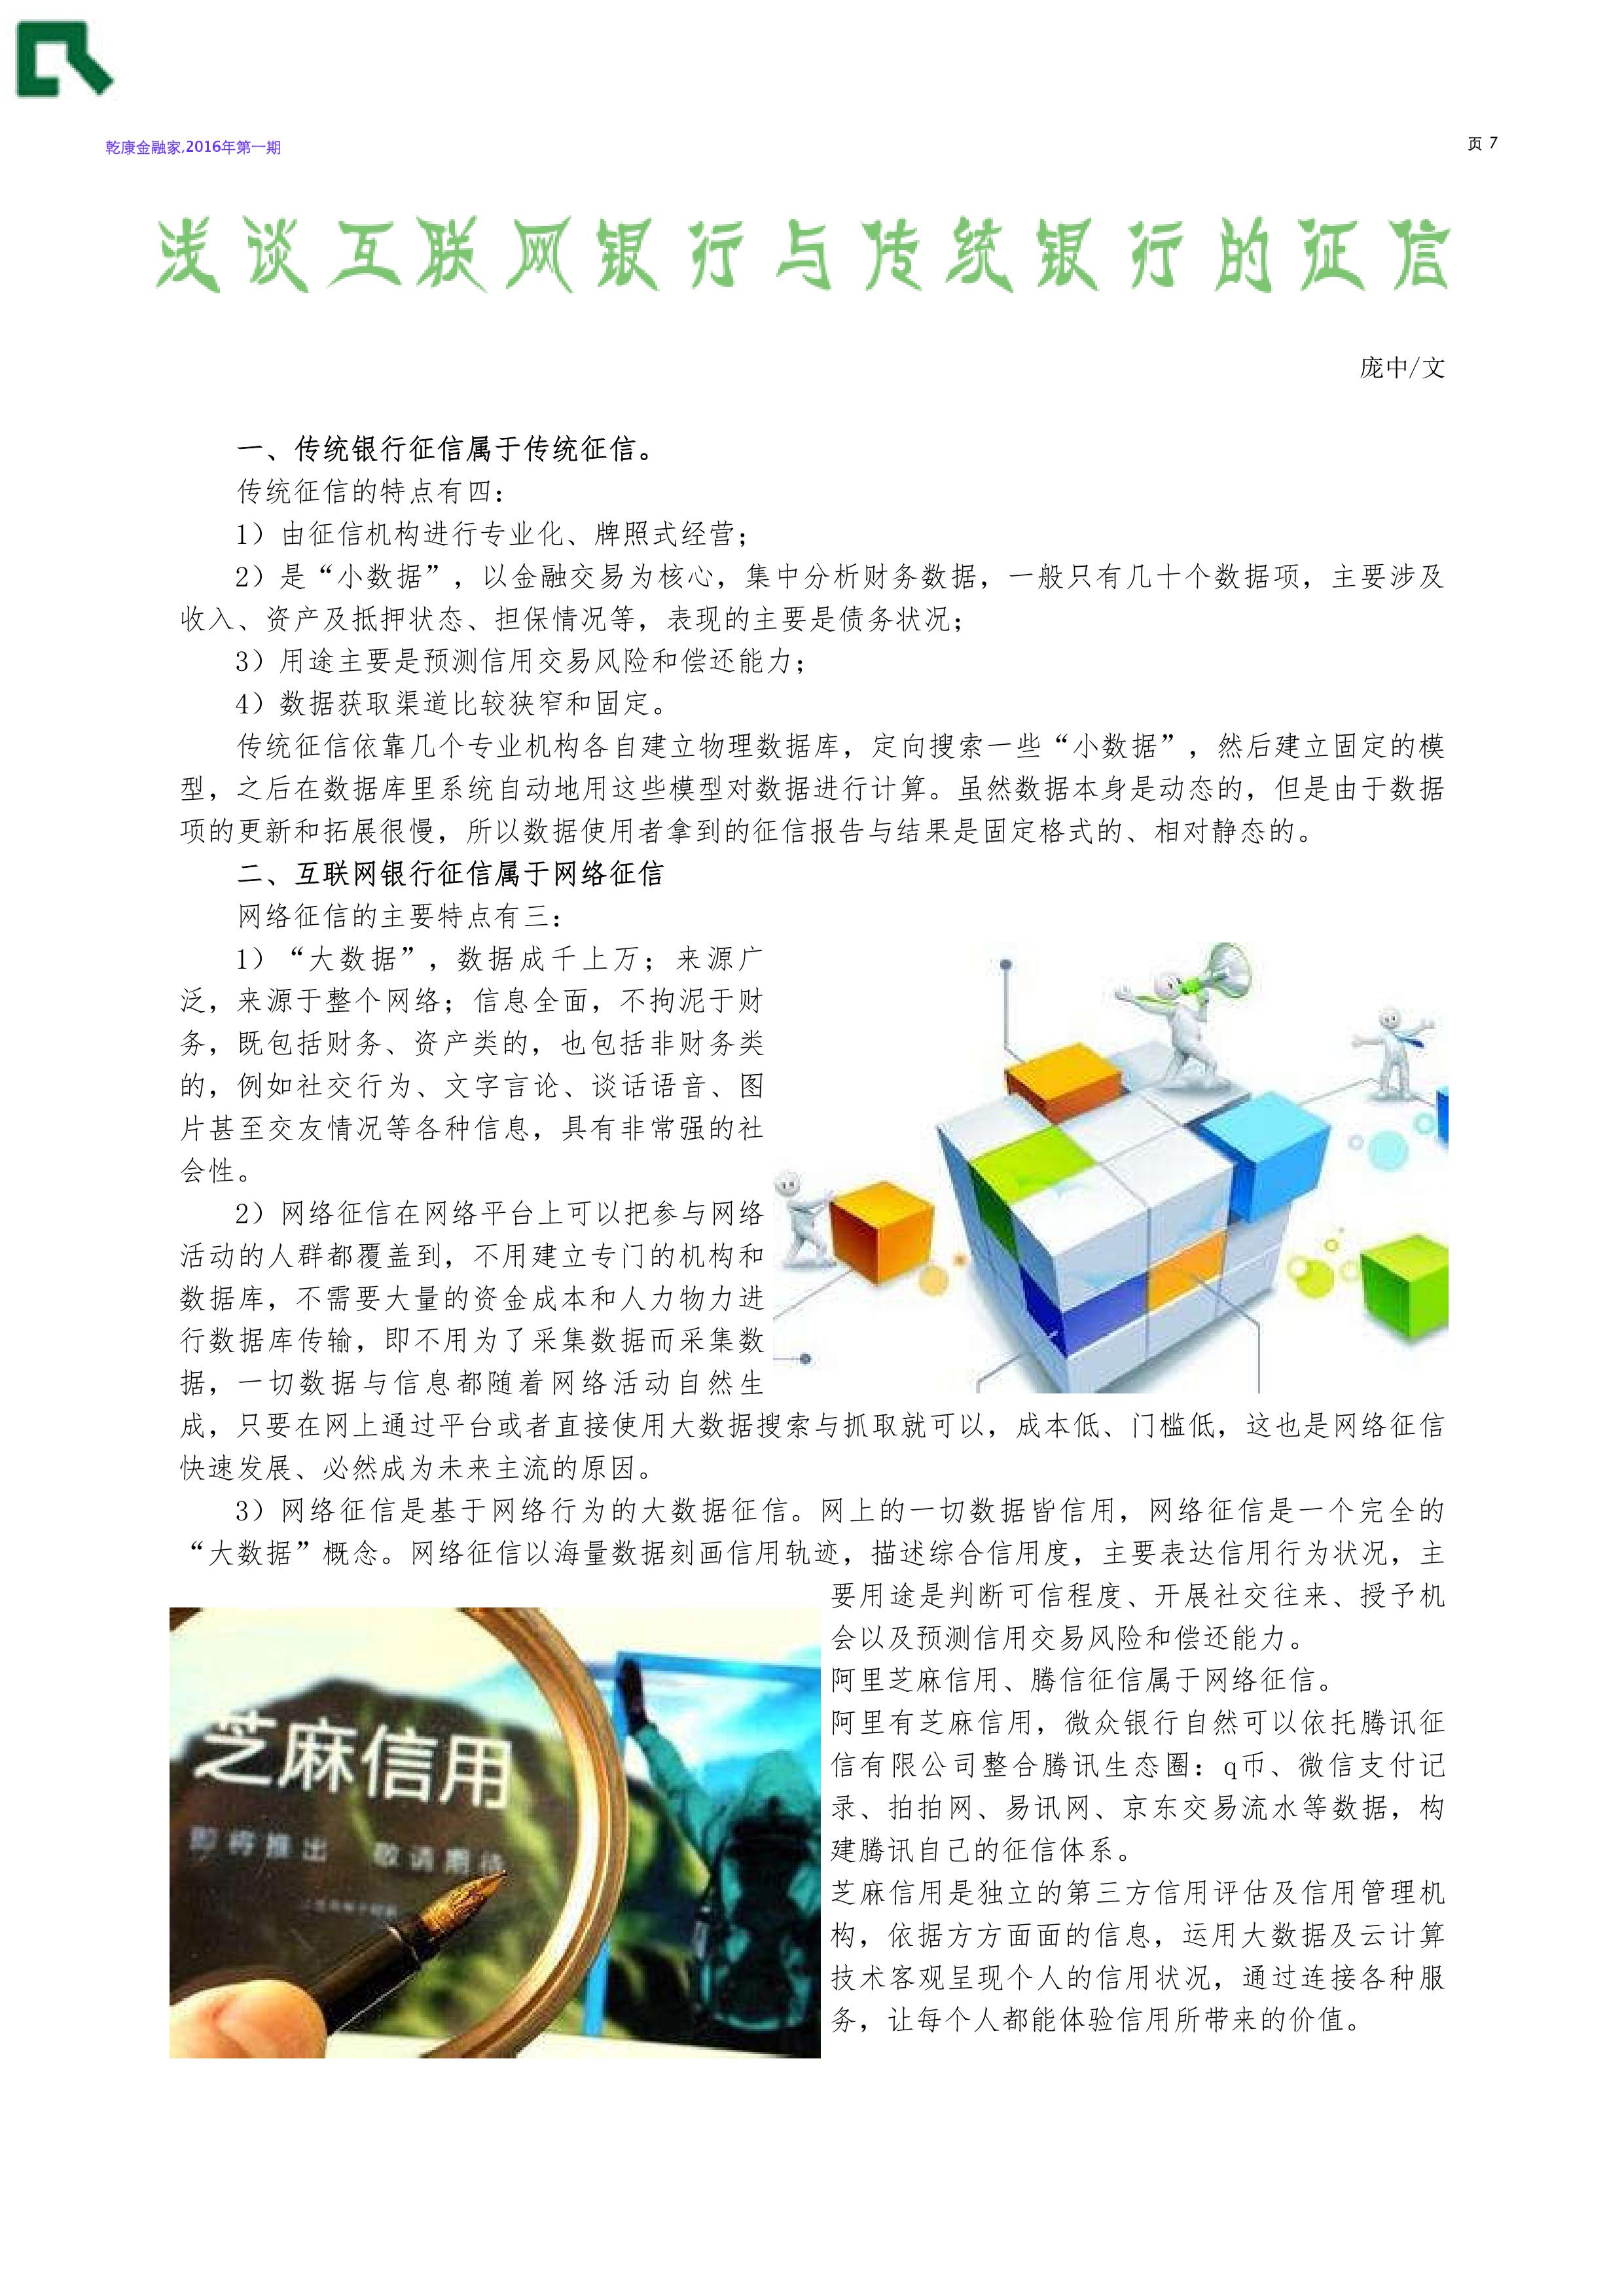 乾康金融家,2016年第一期
页 7
浅谈互联网银行与传统银行的征信
庞中/文
一、传统银行征信属于传统征信。
传统征信的特点有四：
1）由征信机构进行专业化、牌照式经营；
2）是“小数据”，以金融交易为核心，集中分析财务数据，一般只有几十个数据项，主要涉及
收入、资产及抵押状态、担保情况等，表现的主要是债务状况；
3）用途主要是预测信用交易风险和偿还能力；
4）数据获取渠道比较狭窄和固定。
传统征信依靠几个专业机构各自建立物理数据库，定向搜索一些“小数据”，然后建立固定的模
型，之后在数据库里系统自动地用这些模型对数据进行计算。虽然数据本身是动态的，但是由于数据
项的更新和拓展很慢，所以数据使用者拿到的征信报告与结果是固定格式的、相对静态的。
二、互联网银行征信属于网络征信
网络征信的主要特点有三：
1）“大数据”，数据成千上万；来源广
泛，来源于整个网络；信息全面，不拘泥于财
务，既包括财务、资产类的，也包括非财务类
的，例如社交行为、文字言论、谈话语音、图
片甚至交友情况等各种信息，具有非常强的社
会性。
2）网络征信在网络平台上可以把参与网络
活动的人群都覆盖到，不用建立专门的机构和
数据库，不需要大量的资金成本和人力物力进
行数据库传输，即不用为了采集数据而采集数
据，一切数据与信息都随着网络活动自然生
成，只要在网上通过平台或者直接使用大数据搜索与抓取就可以，成本低、门槛低，这也是网络征信
快速发展、必然成为未来主流的原因。
3）网络征信是基于网络行为的大数据征信。网上的一切数据皆信用，网络征信是一个完全的
“大数据”概念。网络征信以海量数据刻画信用轨迹，描述综合信用度，主要表达信用行为状况，主
要用途是判断可信程度、开展社交往来、授予机
会以及预测信用交易风险和偿还能力。
阿里芝麻信用、腾信征信属于网络征信。
阿里有芝麻信用，微众银行自然可以依托腾讯征
信有限公司整合腾讯生态圈：q币、微信支付记
录、拍拍网、易讯网、京东交易流水等数据，构
建腾讯自己的征信体系。
芝麻信用是独立的第三方信用评估及信用管理机
构，依据方方面面的信息，运用大数据及云计算
技术客观呈现个人的信用状况，通过连接各种服
务，让每个人都能体验信用所带来的价值。
芝麻信用
即将推出 敬请期待